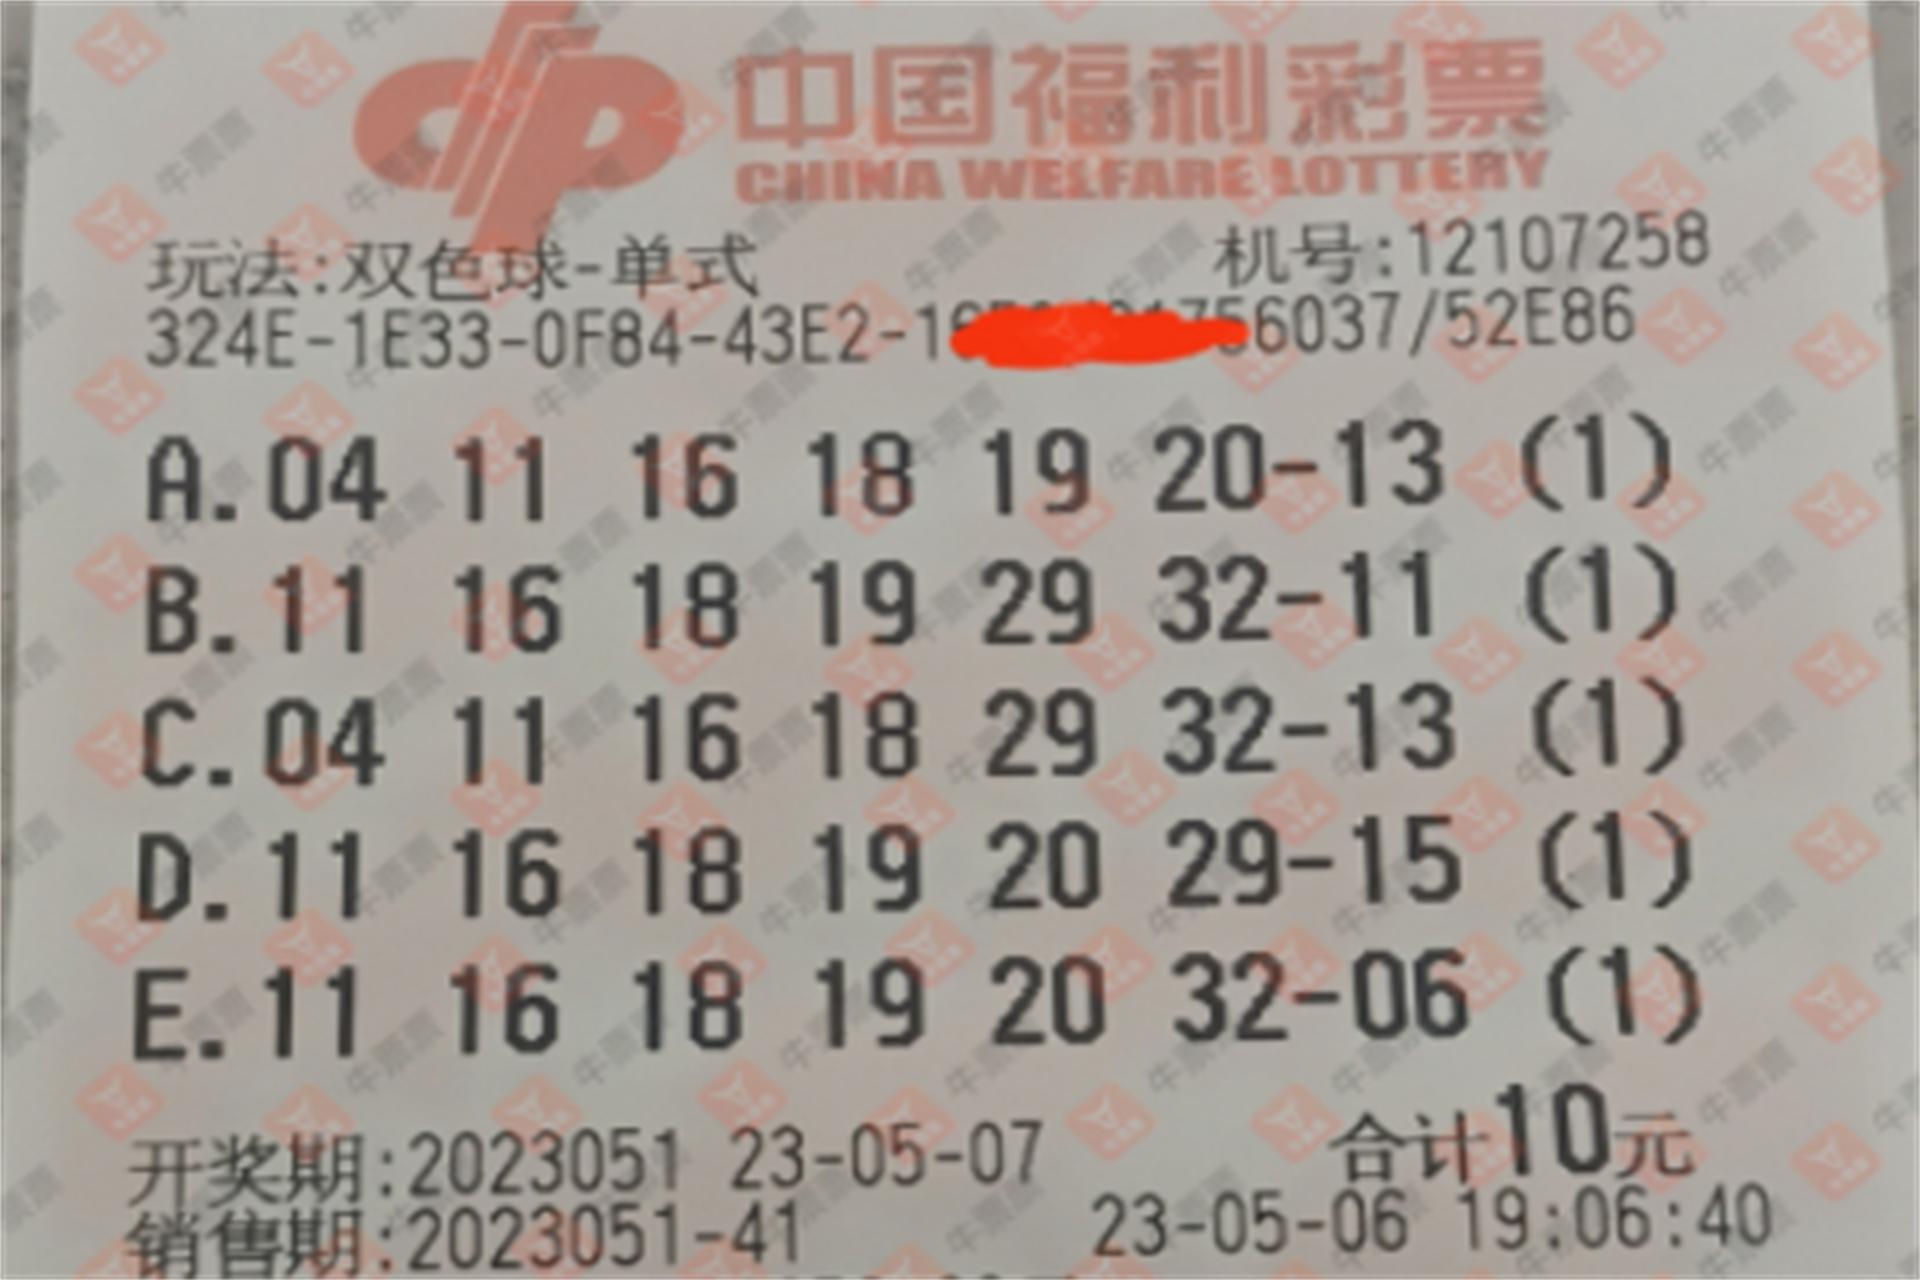 中国福利彩票
CHINA WELFARE LOTTERY
玩法:双色球-单式 机号:12107258
324E-1E33-0F84-43E2-1 56037/52E86
A.04 11 16 18 19 20-13 (1)
B.11 16 18 19 29 32-11 (1)
C.04 11 16 18 29 32-13 (1)
D.11 16 18 19 20 29-15 (1)
E.11 16 18 19 20 32-06 (1)
开奖期:2023051 23-05-07 合计10元
销售期:2023051-41 23-05-06 19:06:40
牛票票